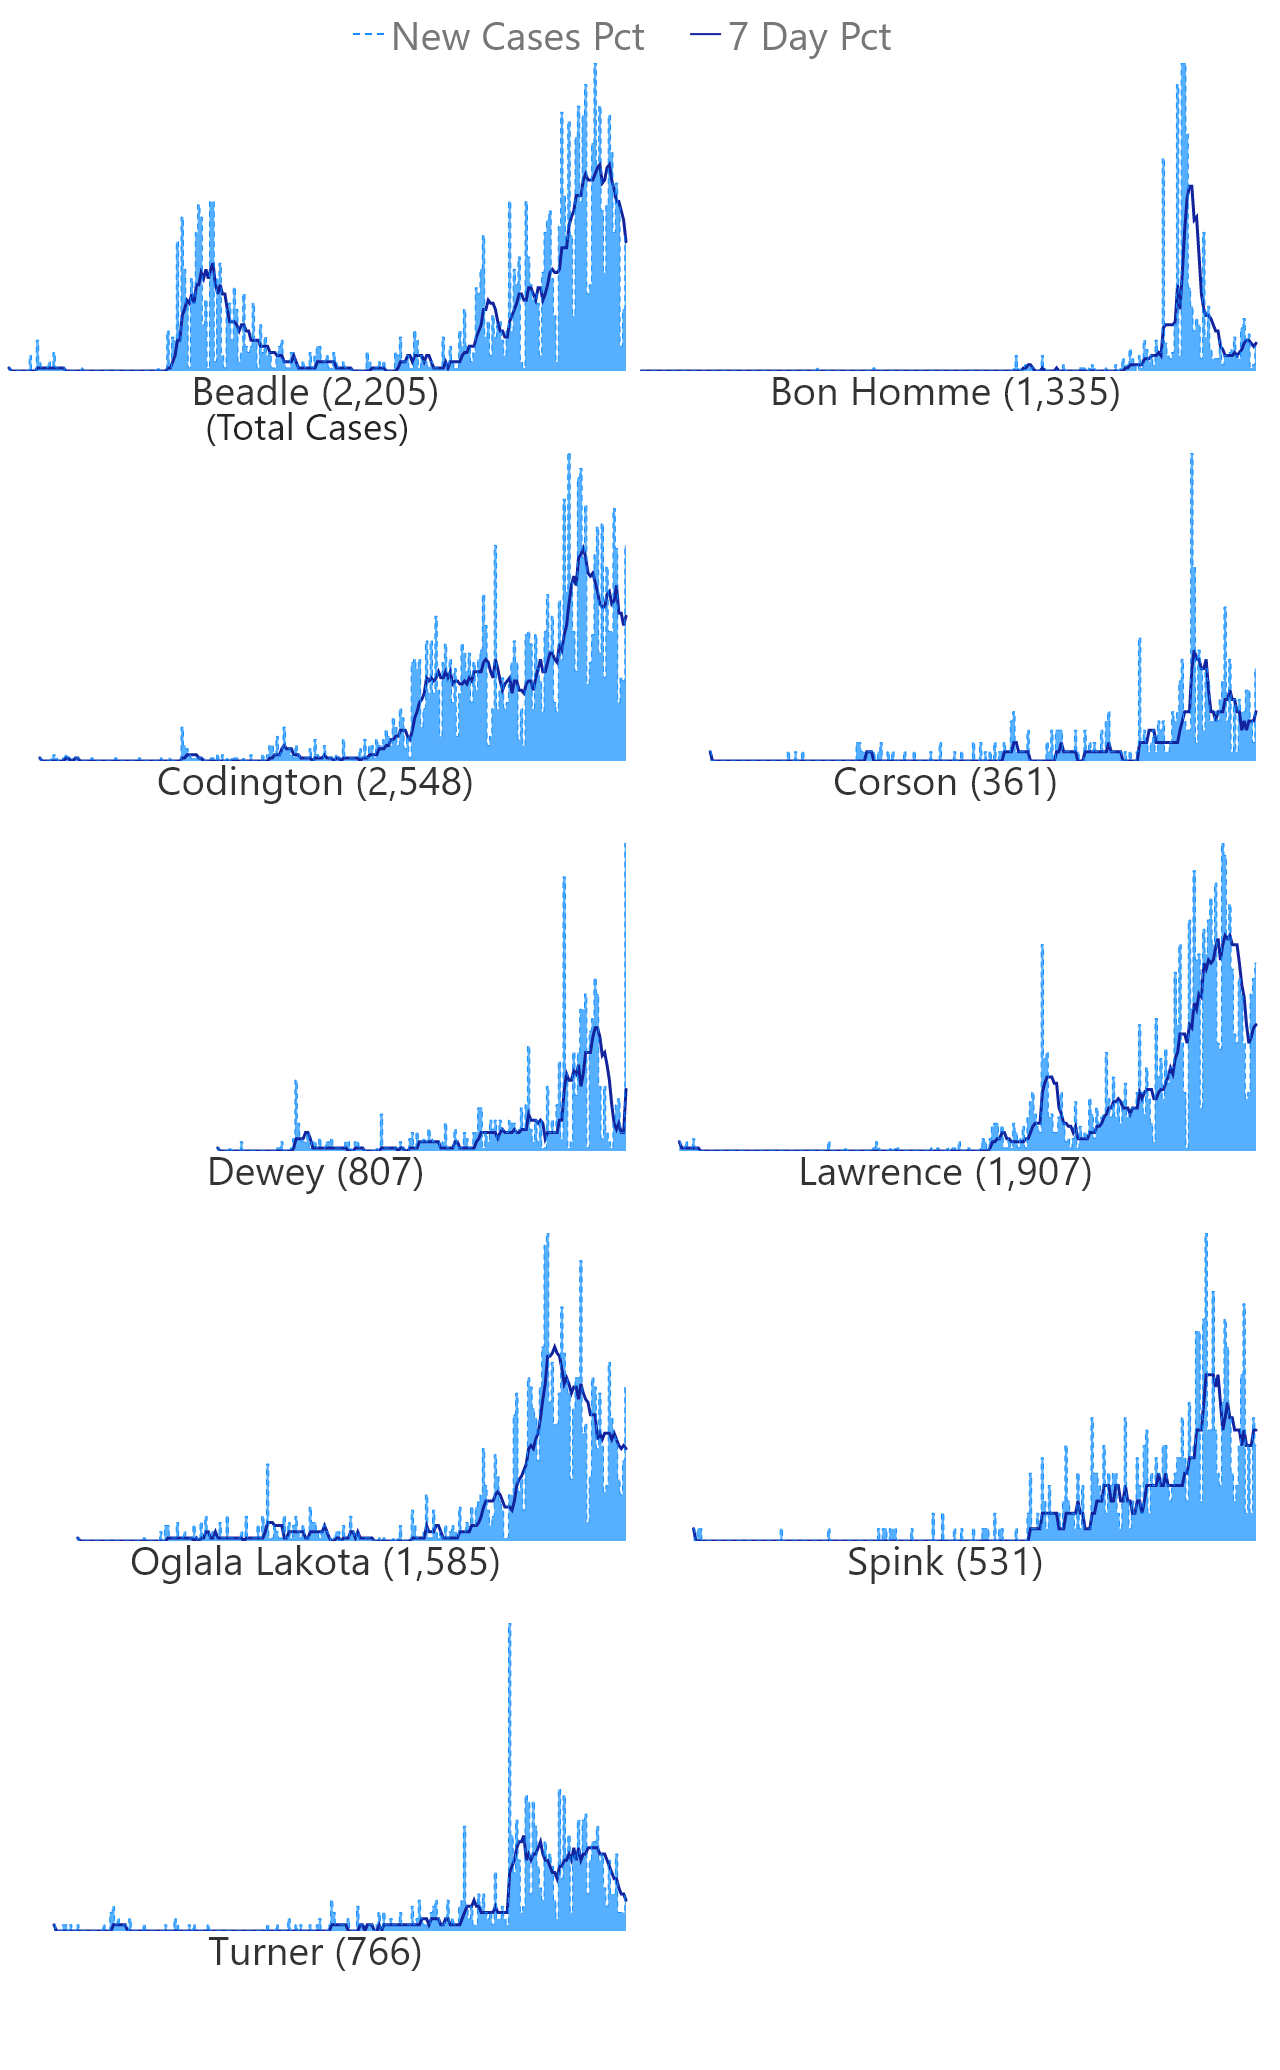 New Cases Pct 7 Day Pct
Beadle (2,205) Bon Homme (1,335)
(Total Cases)
Codington (2,548) Corson (361)
Dewey (807) Lawrence (1,907)
Oglala Lakota (1,585) Spink (531)
Turner (766)